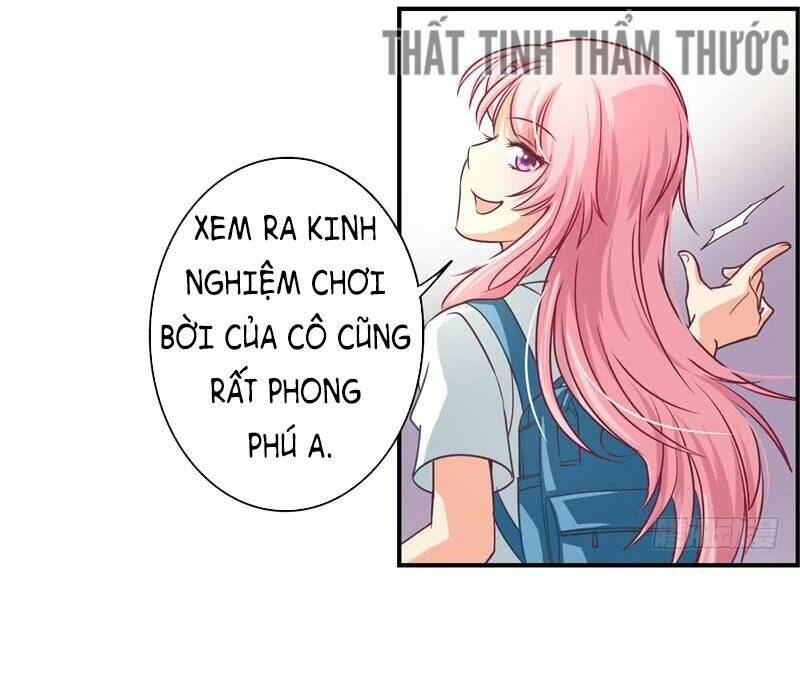 THẤT TINH THẨM THƯỚC
XEM RA KINH
NGHIỆM CHƠI
BỜI CỦA CÔ CŨNG
RẤT PHONG
PHÚ A.